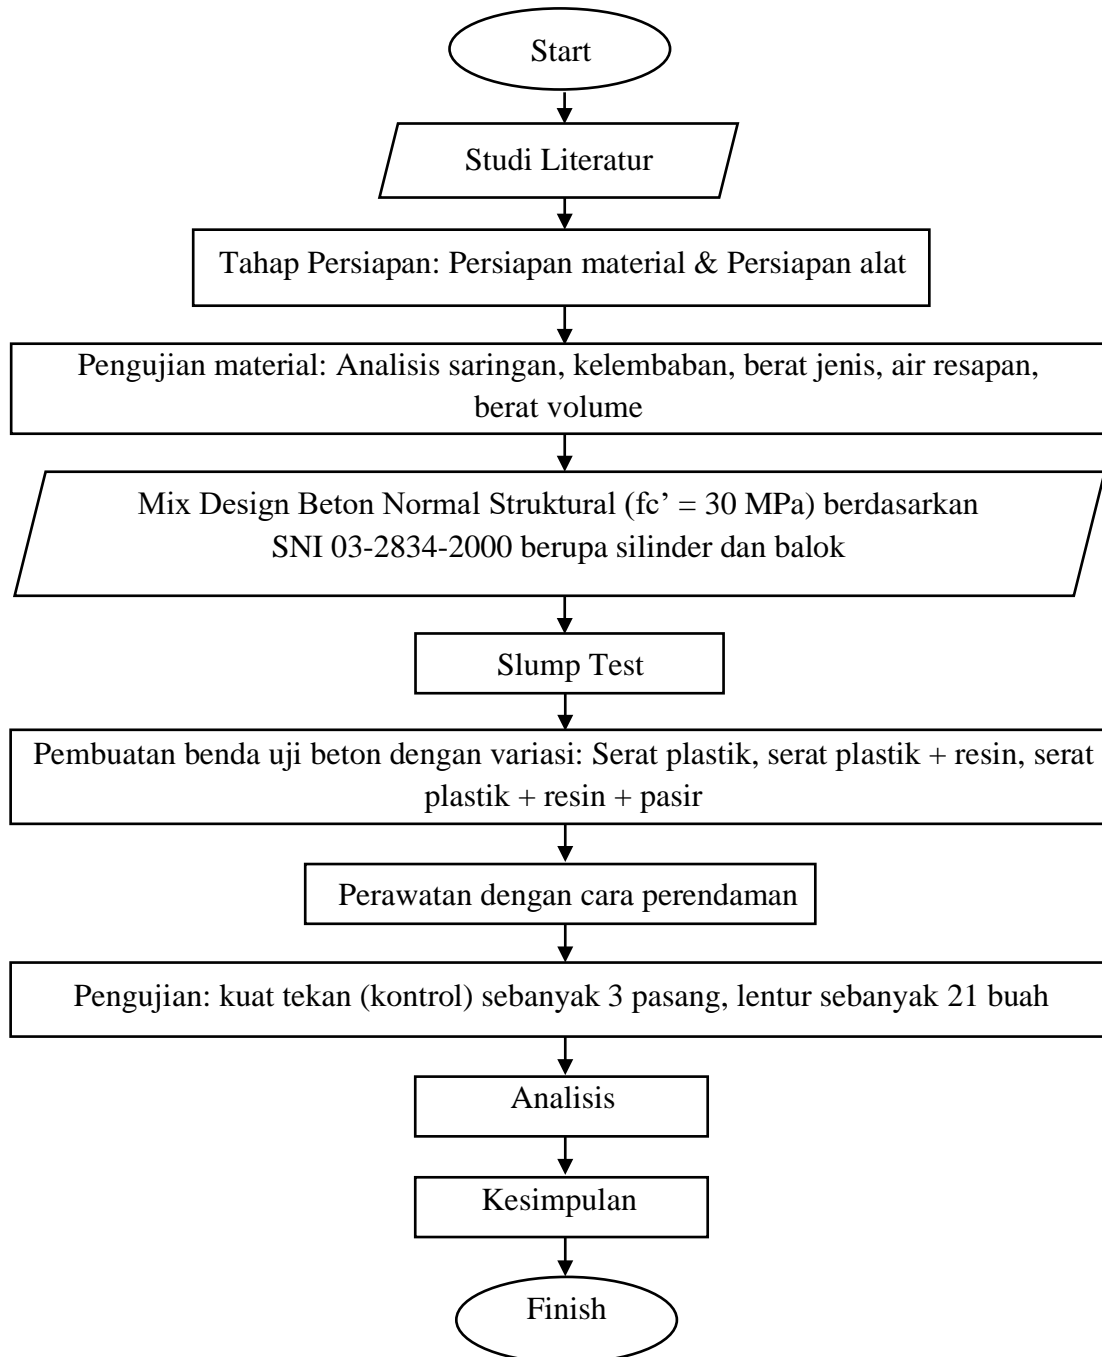 Start
Studi Literatur
Tahap Persiapan: Persiapan material & Persiapan alat
Pengujian material: Analisis saringan, kelembaban, berat jenis, air resapan,
berat volume
Mix Design Beton Normal Struktural (fc’ = 30 MPa) berdasarkan
SNI 03-2834-2000 berupa silinder dan balok
Slump Test
Pembuatan benda uji beton dengan variasi: Serat plastik, serat plastik + resin, serat
plastik + resin + pasir
Perawatan dengan cara perendaman
Pengujian: kuat tekan (kontrol) sebanyak 3 pasang, lentur sebanyak 21 buah
Analisis
Kesimpulan
Finish